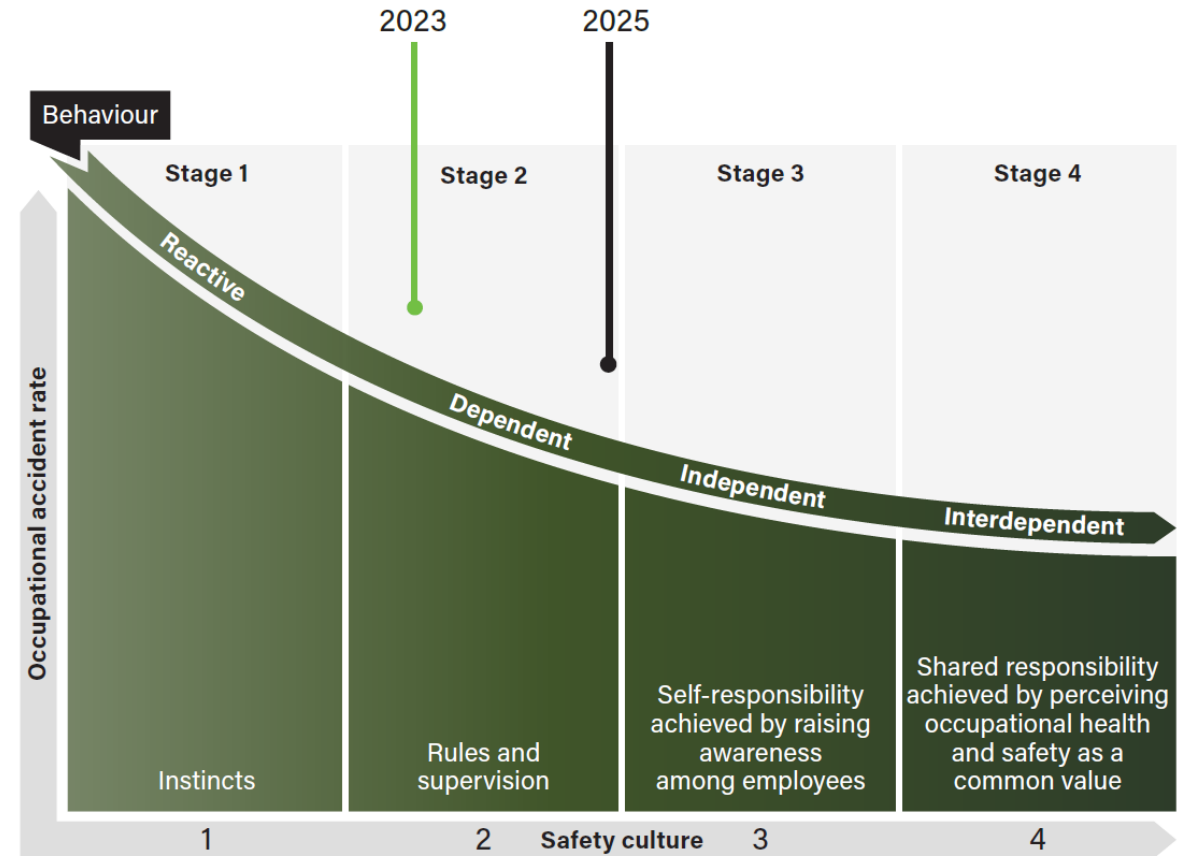 2023
2025
Behaviour
Stage 1
Stage 2
Stage 3
Stage 4
Reactive
Dependent
Independent
Interdependent
Occupational accident rate
Instincts
Rules and
supervision
Self-responsibility
achieved by raising
awareness
among employees
Shared responsibility
achieved by perceiving
occupational health
and safety as a
common value
1
2
Safety culture
3
4